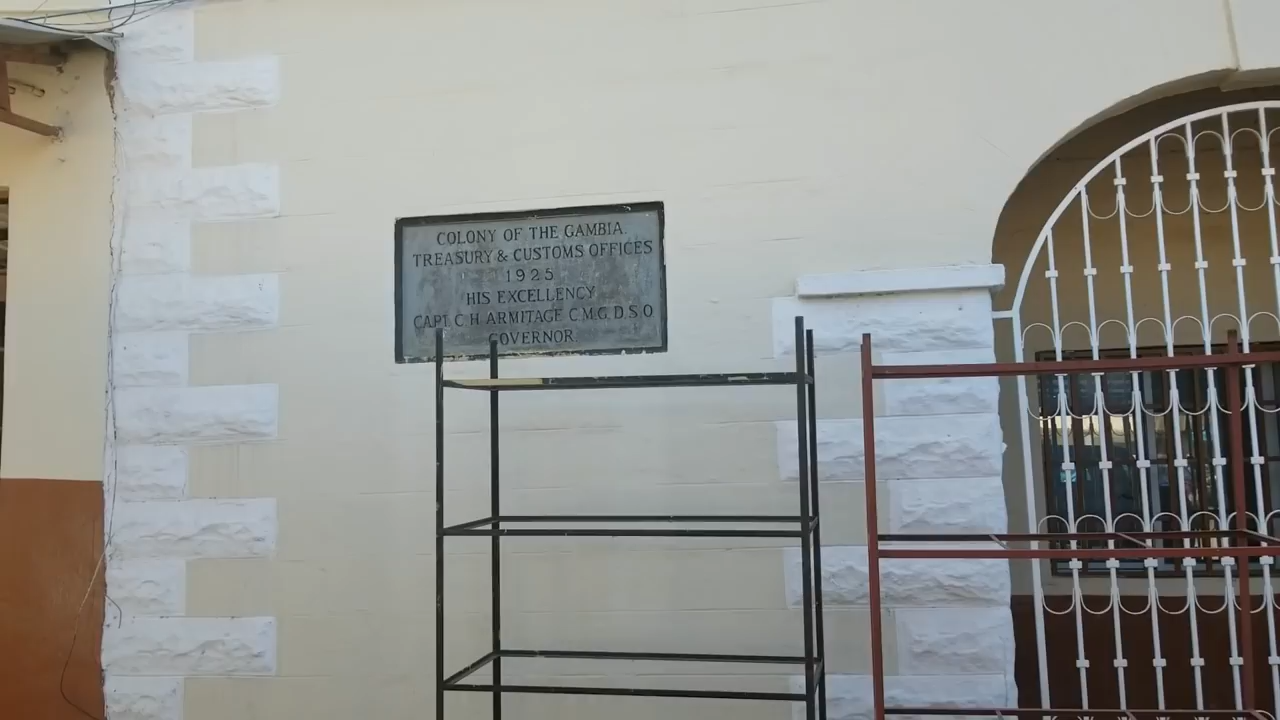 COLONY OF THE GAMBIA.
TREASURY & CUSTOMS OFFICES
1925
HIS EXCELLENCY
CAPT. C. H. ARMITAGE C.M.G. D.S.O
GOVERNOR.